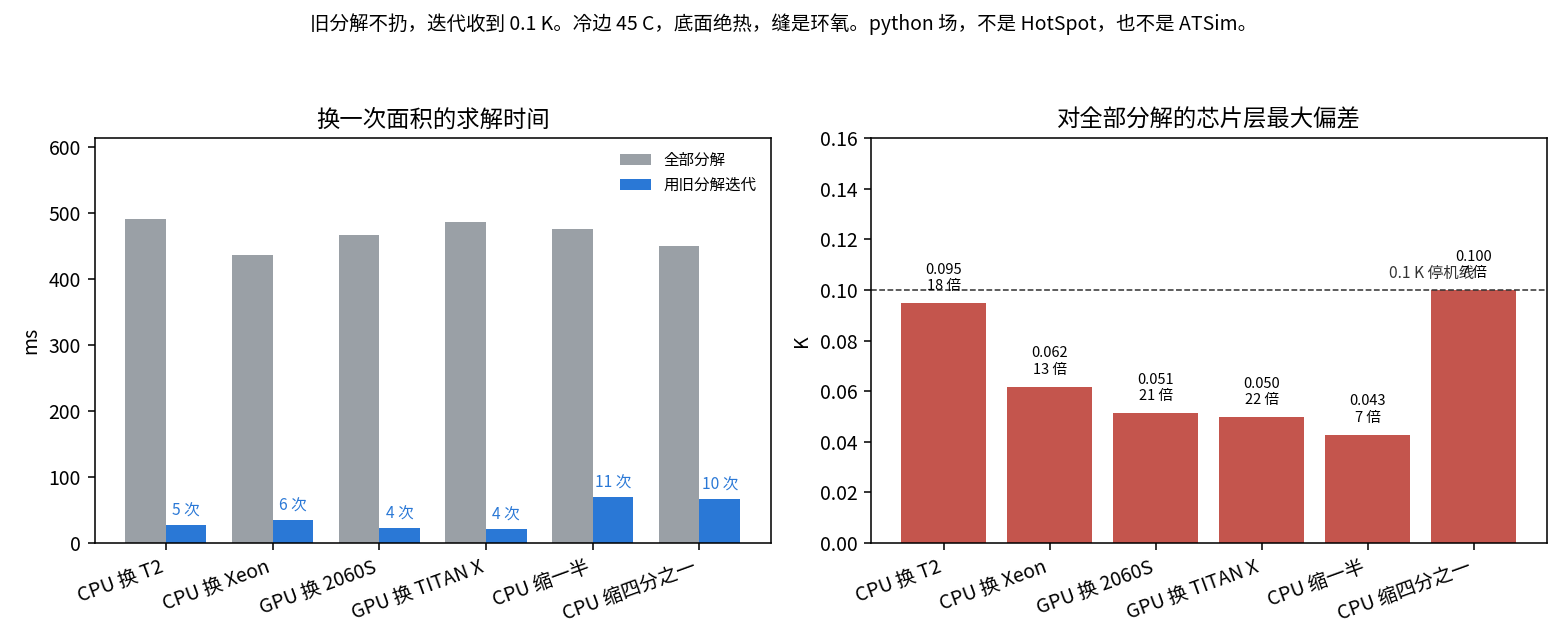 旧分解不扔，迭代收到 0.1 K。冷边 45 C，底面绝热，缝是环氧。python 场，不是 HotSpot，也不是 ATSim。
换一次面积的求解时间
全部分解
用旧分解迭代
ms
600
500
400
300
200
100
0
5 次
6 次
4 次
4 次
11 次
10 次
CPU 换 T2
CPU 换 Xeon
GPU 换 2060S
GPU 换 TITAN X
CPU 缩一半
CPU 缩四分之一
对全部分解的芯片层最大偏差
K
0.16
0.14
0.12
0.10
0.08
0.06
0.04
0.02
0.00
0.095
18 倍
0.062
13 倍
0.051
21 倍
0.050
22 倍
0.043
7 倍
0.100
7 倍
0.1 K 停机线
CPU 换 T2
CPU 换 Xeon
GPU 换 2060S
GPU 换 TITAN X
CPU 缩一半
CPU 缩四分之一